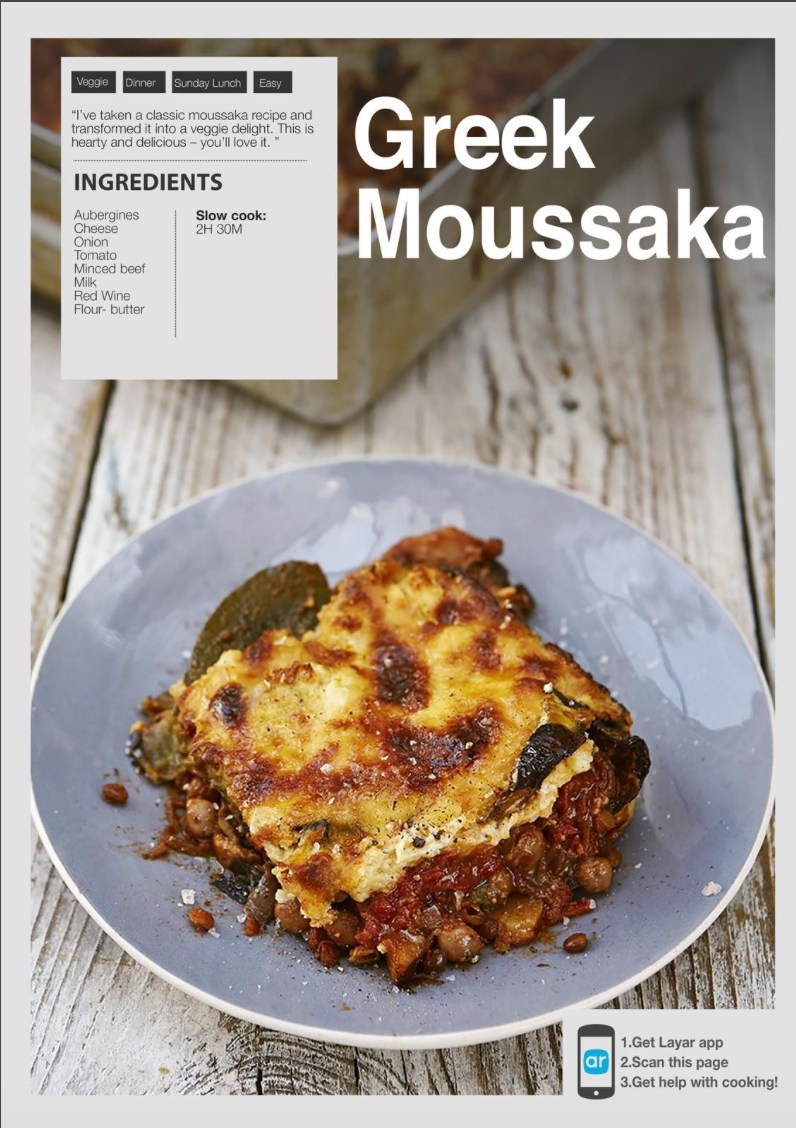 Veggie Dinner Sunday Lunch Easy
“I’ve taken a classic moussaka recipe and
transformed it into a veggie delight. This is
hearty and delicious – you’ll love it. ”
INGREDIENTS
Aubergines
Cheese
Onion
Tomato
Minced beef
Milk
Red Wine
Flour- butter
Slow cook:
2H 30M
Greek
Moussaka
ar
1.Get Layar app
2.Scan this page
3.Get help with cooking!